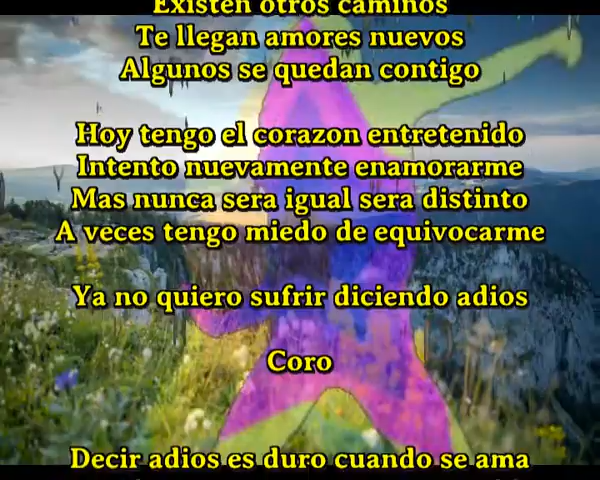 Existen otros caminos
Te llegan amores nuevos
Algunos se quedan contigo
Hoy tengo el corazon entretenido
Intento nuevamente enamorarme
Mas nunca sera igual sera distinto
A veces tengo miedo de equivocarme
Ya no quiero sufrir diciendo adios
Coro
Decir adios es duro cuando se ama